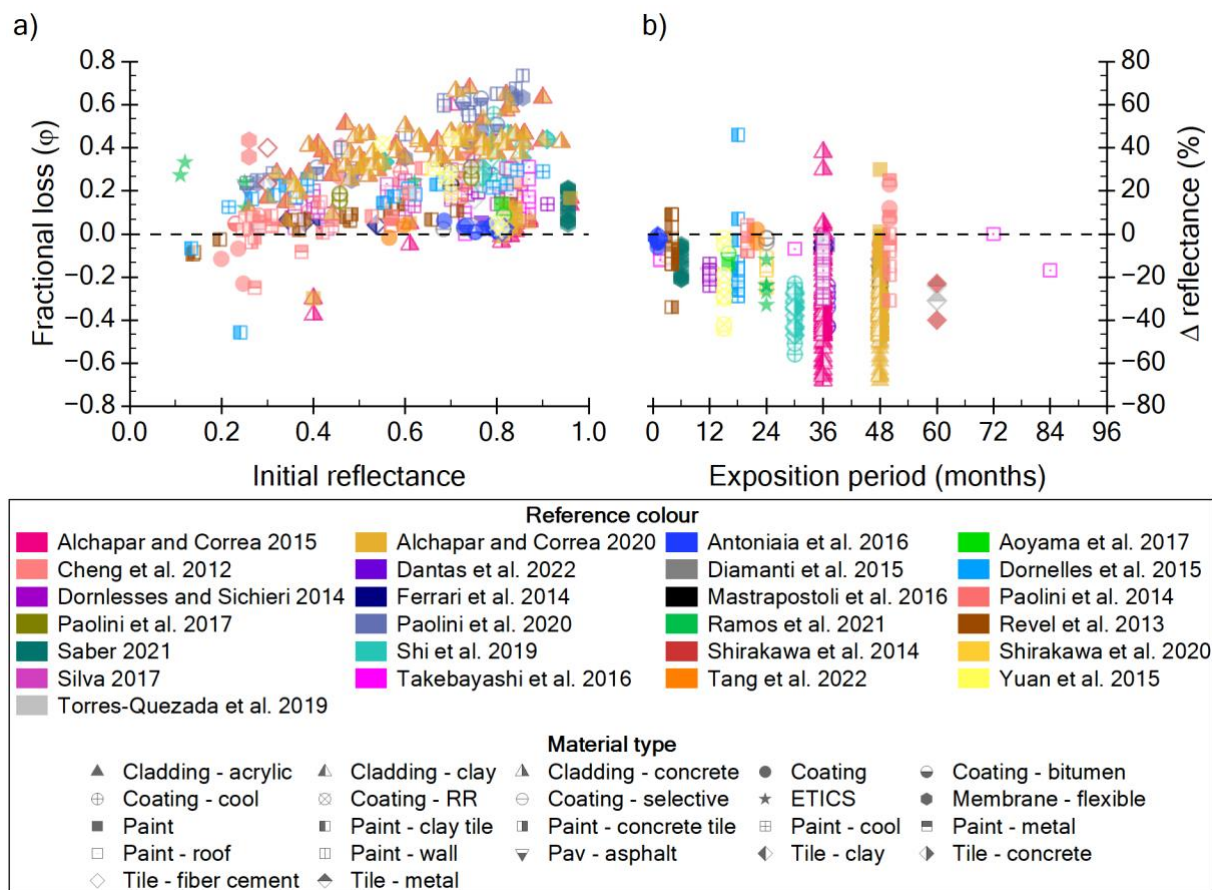 a)
b)
0.8
0.6
0.4
0.2
0.0
−0.2
−0.4
−0.6
−0.8
Fractional loss (φ)
0.0 0.2 0.4 0.6 0.8 1.0
Initial reflectance
80
60
40
20
0
−20
−40
−60
−80
Δ reflectance (%)
0 12 24 36 48 60 72 84 96
Exposition period (months)
Reference colour
Alchapar and Correa 2015 Alchapar and Correa 2020 Antoniaia et al. 2016 Aoyama et al. 2017
Cheng et al. 2012 Dantas et al. 2022 Diamanti et al. 2015 Dornelles et al. 2015
Dornlesses and Sichieri 2014 Ferrari et al. 2014 Mastrapostoli et al. 2016 Paolini et al. 2014
Paolini et al. 2017 Paolini et al. 2020 Ramos et al. 2021 Revel et al. 2013
Saber 2021 Shi et al. 2019 Shirakawa et al. 2014 Shirakawa et al. 2020
Silva 2017 Takebayashi et al. 2016 Tang et al. 2022 Yuan et al. 2015
Torres-Quezada et al. 2019
Material type
Cladding - acrylic Cladding - clay Cladding - concrete Coating Coating - bitumen
Coating - cool Coating - RR Coating - selective ETICS Membrane - flexible
Paint Paint - clay tile Paint - concrete tile Paint - cool Paint - metal
Paint - roof Paint - wall Pav - asphalt Tile - clay Tile - concrete
Tile - fiber cement Tile - metal